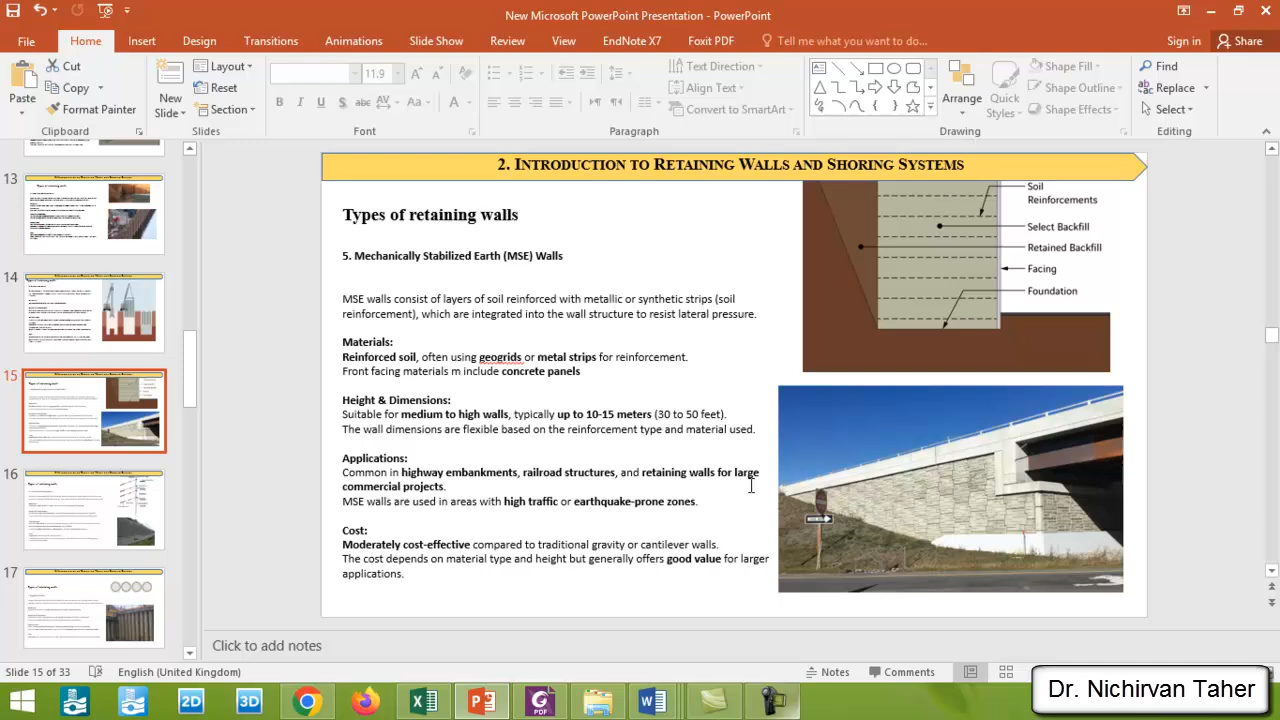 New Microsoft PowerPoint Presentation - PowerPoint
File Home Insert Design Transitions Animations Slide Show Review View EndNote X7 Foxit PDF Tell me what you want to do... Sign in Share
Paste
Cut
Copy
Format Painter
Clipboard
New Slide
Layout
Reset
Section
Slides
11.9
B I U S abc AV Aa A
Font
Text Direction
Align Text
Convert to SmartArt
Paragraph
Arrange
Quick Styles
Shape Fill
Shape Outline
Shape Effects
Drawing
Find
Replace
Select
Editing
13
14
15
16
17
2. INTRODUCTION TO RETAINING WALLS AND SHORING SYSTEMS
Types of retaining
5. Mechanically Stabilized Earth (MSE) Walls
MSE walls consist of layers of soil reinforced with metallic or synthetic strips (soil
reinforcement), which are integrated into the wall structure to resist lateral
Materials:
Reinforced soil, often using geogrids or metal strips for reinforcement.
Front facing materials m include concrete panels
Height & Dimensions:
Suitable for medium to high walls, typically up to 10-15 meters (30 to 50 feet).
The wall dimensions are flexible based on the reinforcement type and material used.
Applications:
Common in highway embankments, railroad structures, and retaining walls for large
commercial projects.
MSE walls are used in areas with high traffic or earthquake-prone zones.
Cost:
Moderately cost-effective compared to traditional gravity or cantilever walls.
The cost depends on material type and height but generally offers good value for larger
applications.
Soil
Reinforcements
Select Backfill
Retained Backfill
Facing
Foundation
Click to add notes
Slide 15 of 33 English (United Kingdom) Notes Comments
2D 3D PDF
Dr. Nichirvan Taher